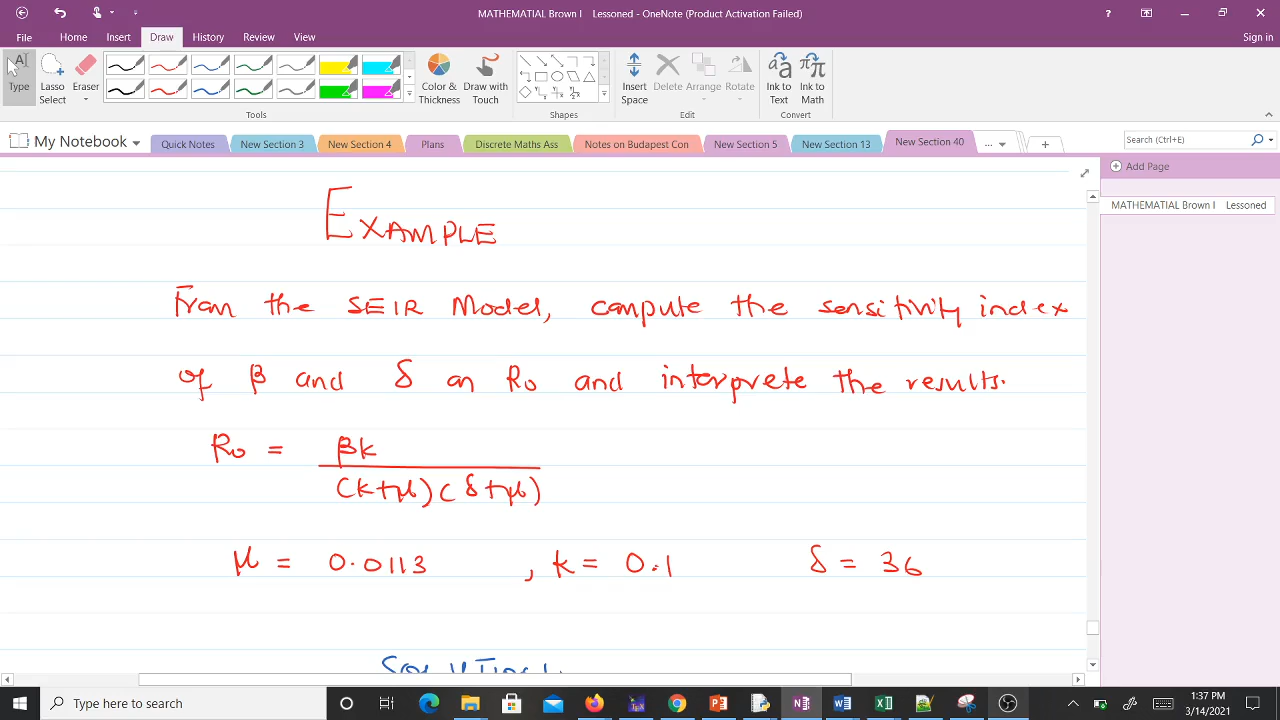 MATHEMATIAL Brown I Lessoned - OneNote (Product Activation Failed)
File Home Insert Draw History Review View Sign in
Type Lasso Select Eraser Color & Thickness Draw with Touch Insert Space Delete Arrange Rotate Ink to Text Ink to Math
Tools Shapes Edit Convert
My Notebook Quick Notes New Section 3 New Section 4 Plans Discrete Mathts Ass Notes on Budapest Con New Section 5 New Section 13 New Section 40 ... Search (Ctrl+E)
Add Page
MATHEMATIAL Brown I Lessoned
EXAMPLE
From the SEIR Model, compute the sensitivity index
of β and δ on R₀ and interprete the results.
R₀ = βk
(k+μ)(δ+μ)
μ = 0.0113 , k = 0.1 δ = 36
SOLUTION
Type here to search
1:37 PM
3/14/2021